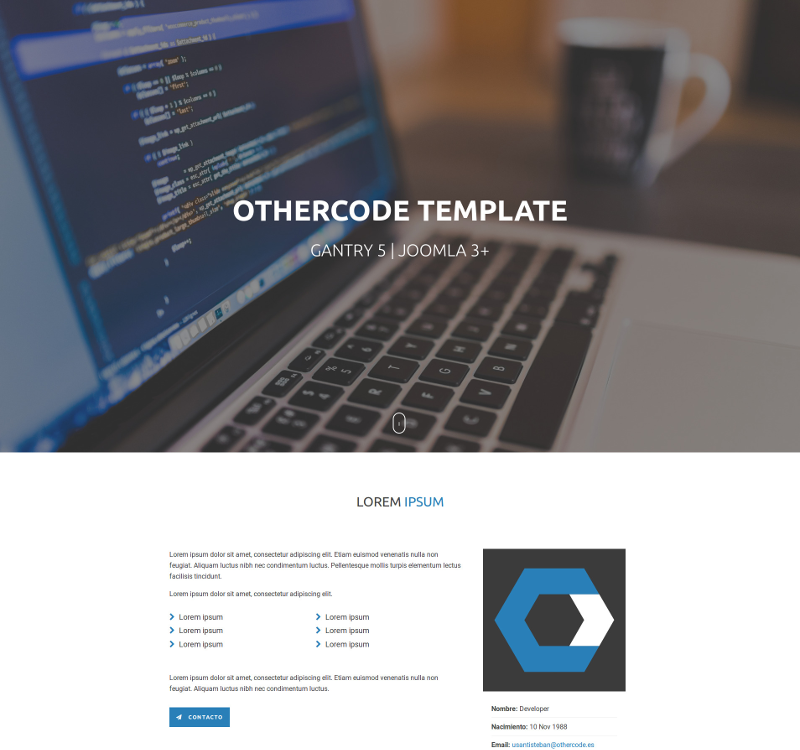 OTHERCODE TEMPLATE
GANTRY 5 | JOOMLA 3+
LOREM IPSUM
Lorem ipsum dolor sit amet, consectetur adipiscing elit. Etiam euismod venenatis nulla non
feugiat. Aliquam luctus nibh nec condimentum luctus. Pellentesque mollis turpis elementum lectus
facilisis tincidunt.
Lorem ipsum dolor sit amet, consectetur adipiscing elit.
Lorem ipsum
Lorem ipsum
Lorem ipsum
Lorem ipsum
Lorem ipsum
Lorem ipsum
Lorem ipsum dolor sit amet, consectetur adipiscing elit. Etiam euismod venenatis nulla non
feugiat. Aliquam luctus nibh nec condimentum luctus.
CONTACTO
Nombre: Developer
Nacimiento: 10 Nov 1988
Email: usantisteban@othercode.es